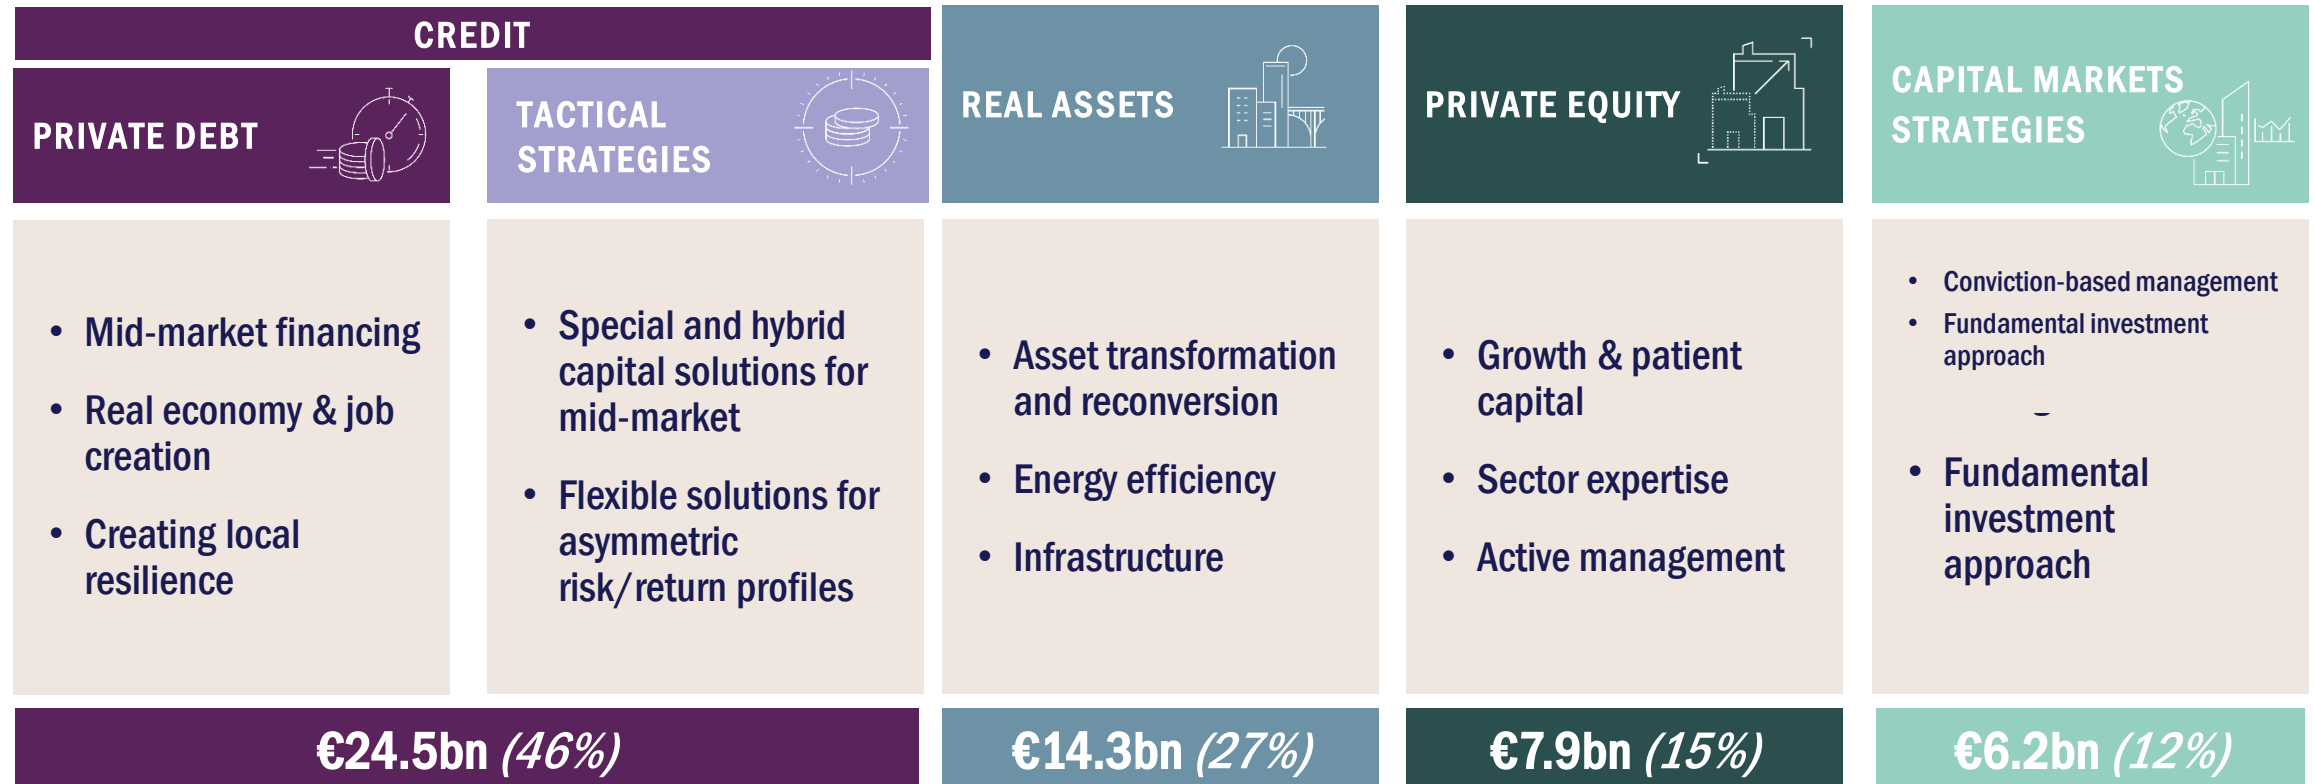 CREDIT
PRIVATE DEBT
• Mid-market financing
• Real economy & job
creation
• Creating local
resilience
TACTICAL
STRATEGIES
• Special and hybrid
capital solutions for
mid-market
• Flexible solutions for
asymmetric
risk/return profiles
€24.5bn (46%)
REAL ASSETS
• Asset transformation
and reconversion
• Energy efficiency
• Infrastructure
€14.3bn (27%)
PRIVATE EQUITY
• Growth & patient
capital
• Sector expertise
• Active management
€7.9bn (15%)
CAPITAL MARKETS
STRATEGIES
• Conviction-based management
• Fundamental investment
approach
• Fundamental
investment
approach
€6.2bn (12%)